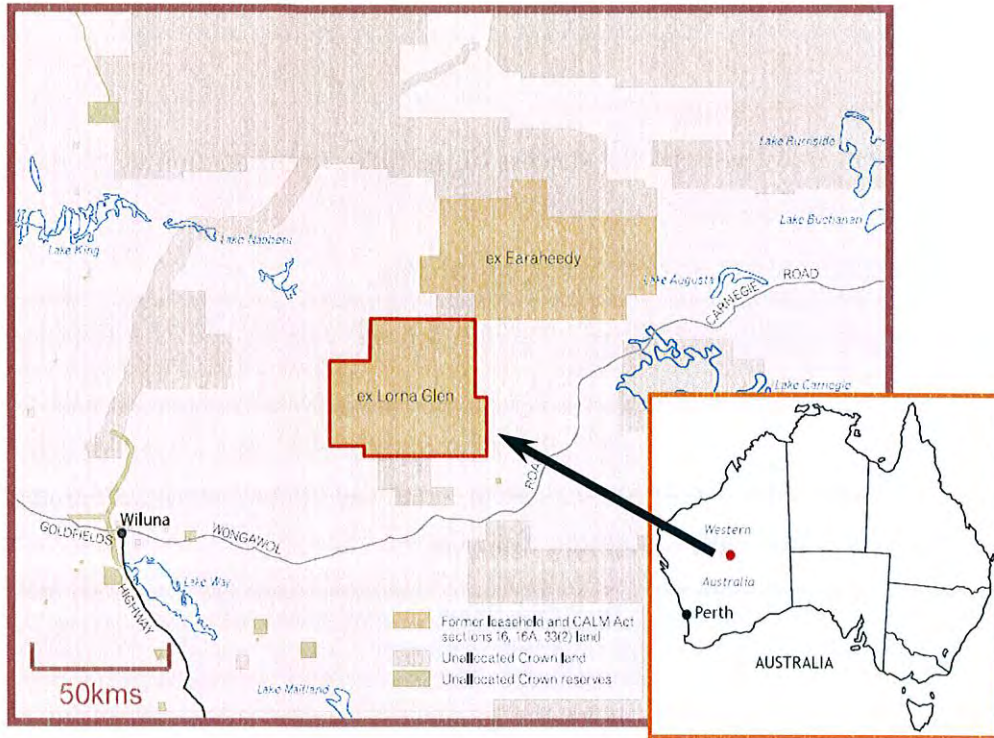 Lake Burnside
Lake Buchanan
Lake King
Lake Nabberu
ex Earaheedy
Lake Augusta
CARNEGIE ROAD
ex Lorna Glen
Lake Carnegie
ROAD
Wiluna
GOLDFIELDS
WONGAWOL
HIGHWAY
Lake Way
Lake Maitland
50kms
Former leasehold and CALM Act
sections 16, 16A, 33(2) land
Unallocated Crown land
Unallocated Crown reserves
Western
Australia
Perth
AUSTRALIA